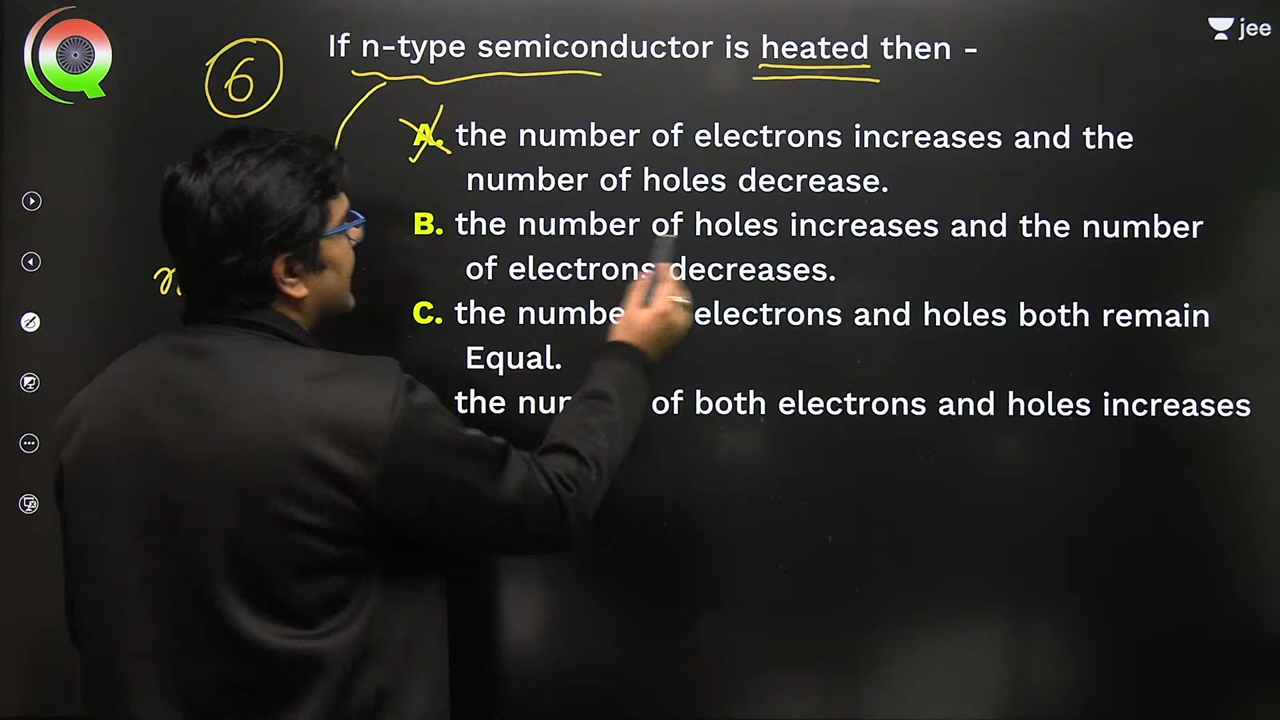 jee
6
If n-type semiconductor is heated then -
A. the number of electrons increases and the
number of holes decrease.
B. the number of holes increases and the number
of electrons decreases.
C. the electrons and holes both remain
Equal.
the of both electrons and holes increases